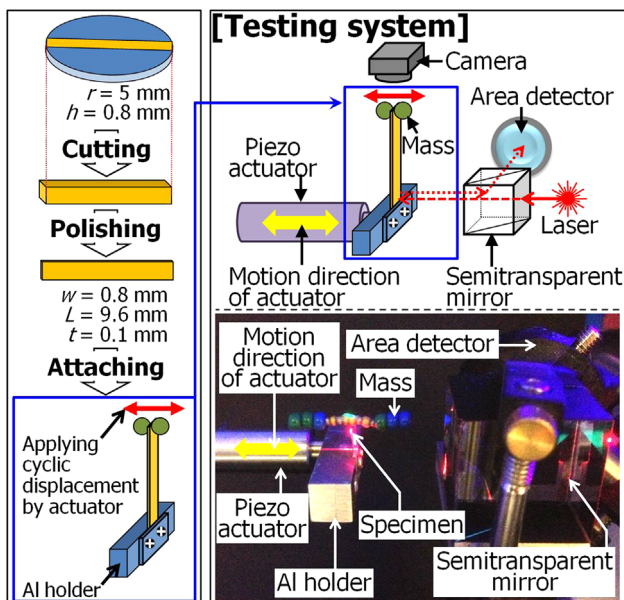 r = 5 mm
h = 0.8 mm
Cutting
Polishing
w = 0.8 mm
L = 9.6 mm
t = 0.1 mm
Attaching
Applying
cyclic
displacement
by actuator
Al holder
[Testing system]
Camera
Area
detector
Mass
Piezo
actuator
Laser
Motion direction
of actuator
Semitransparent
mirror
Motion
direction
of actuator
Area detector
Mass
Piezo
actuator
Specimen
Al holder
Semitransparent
mirror